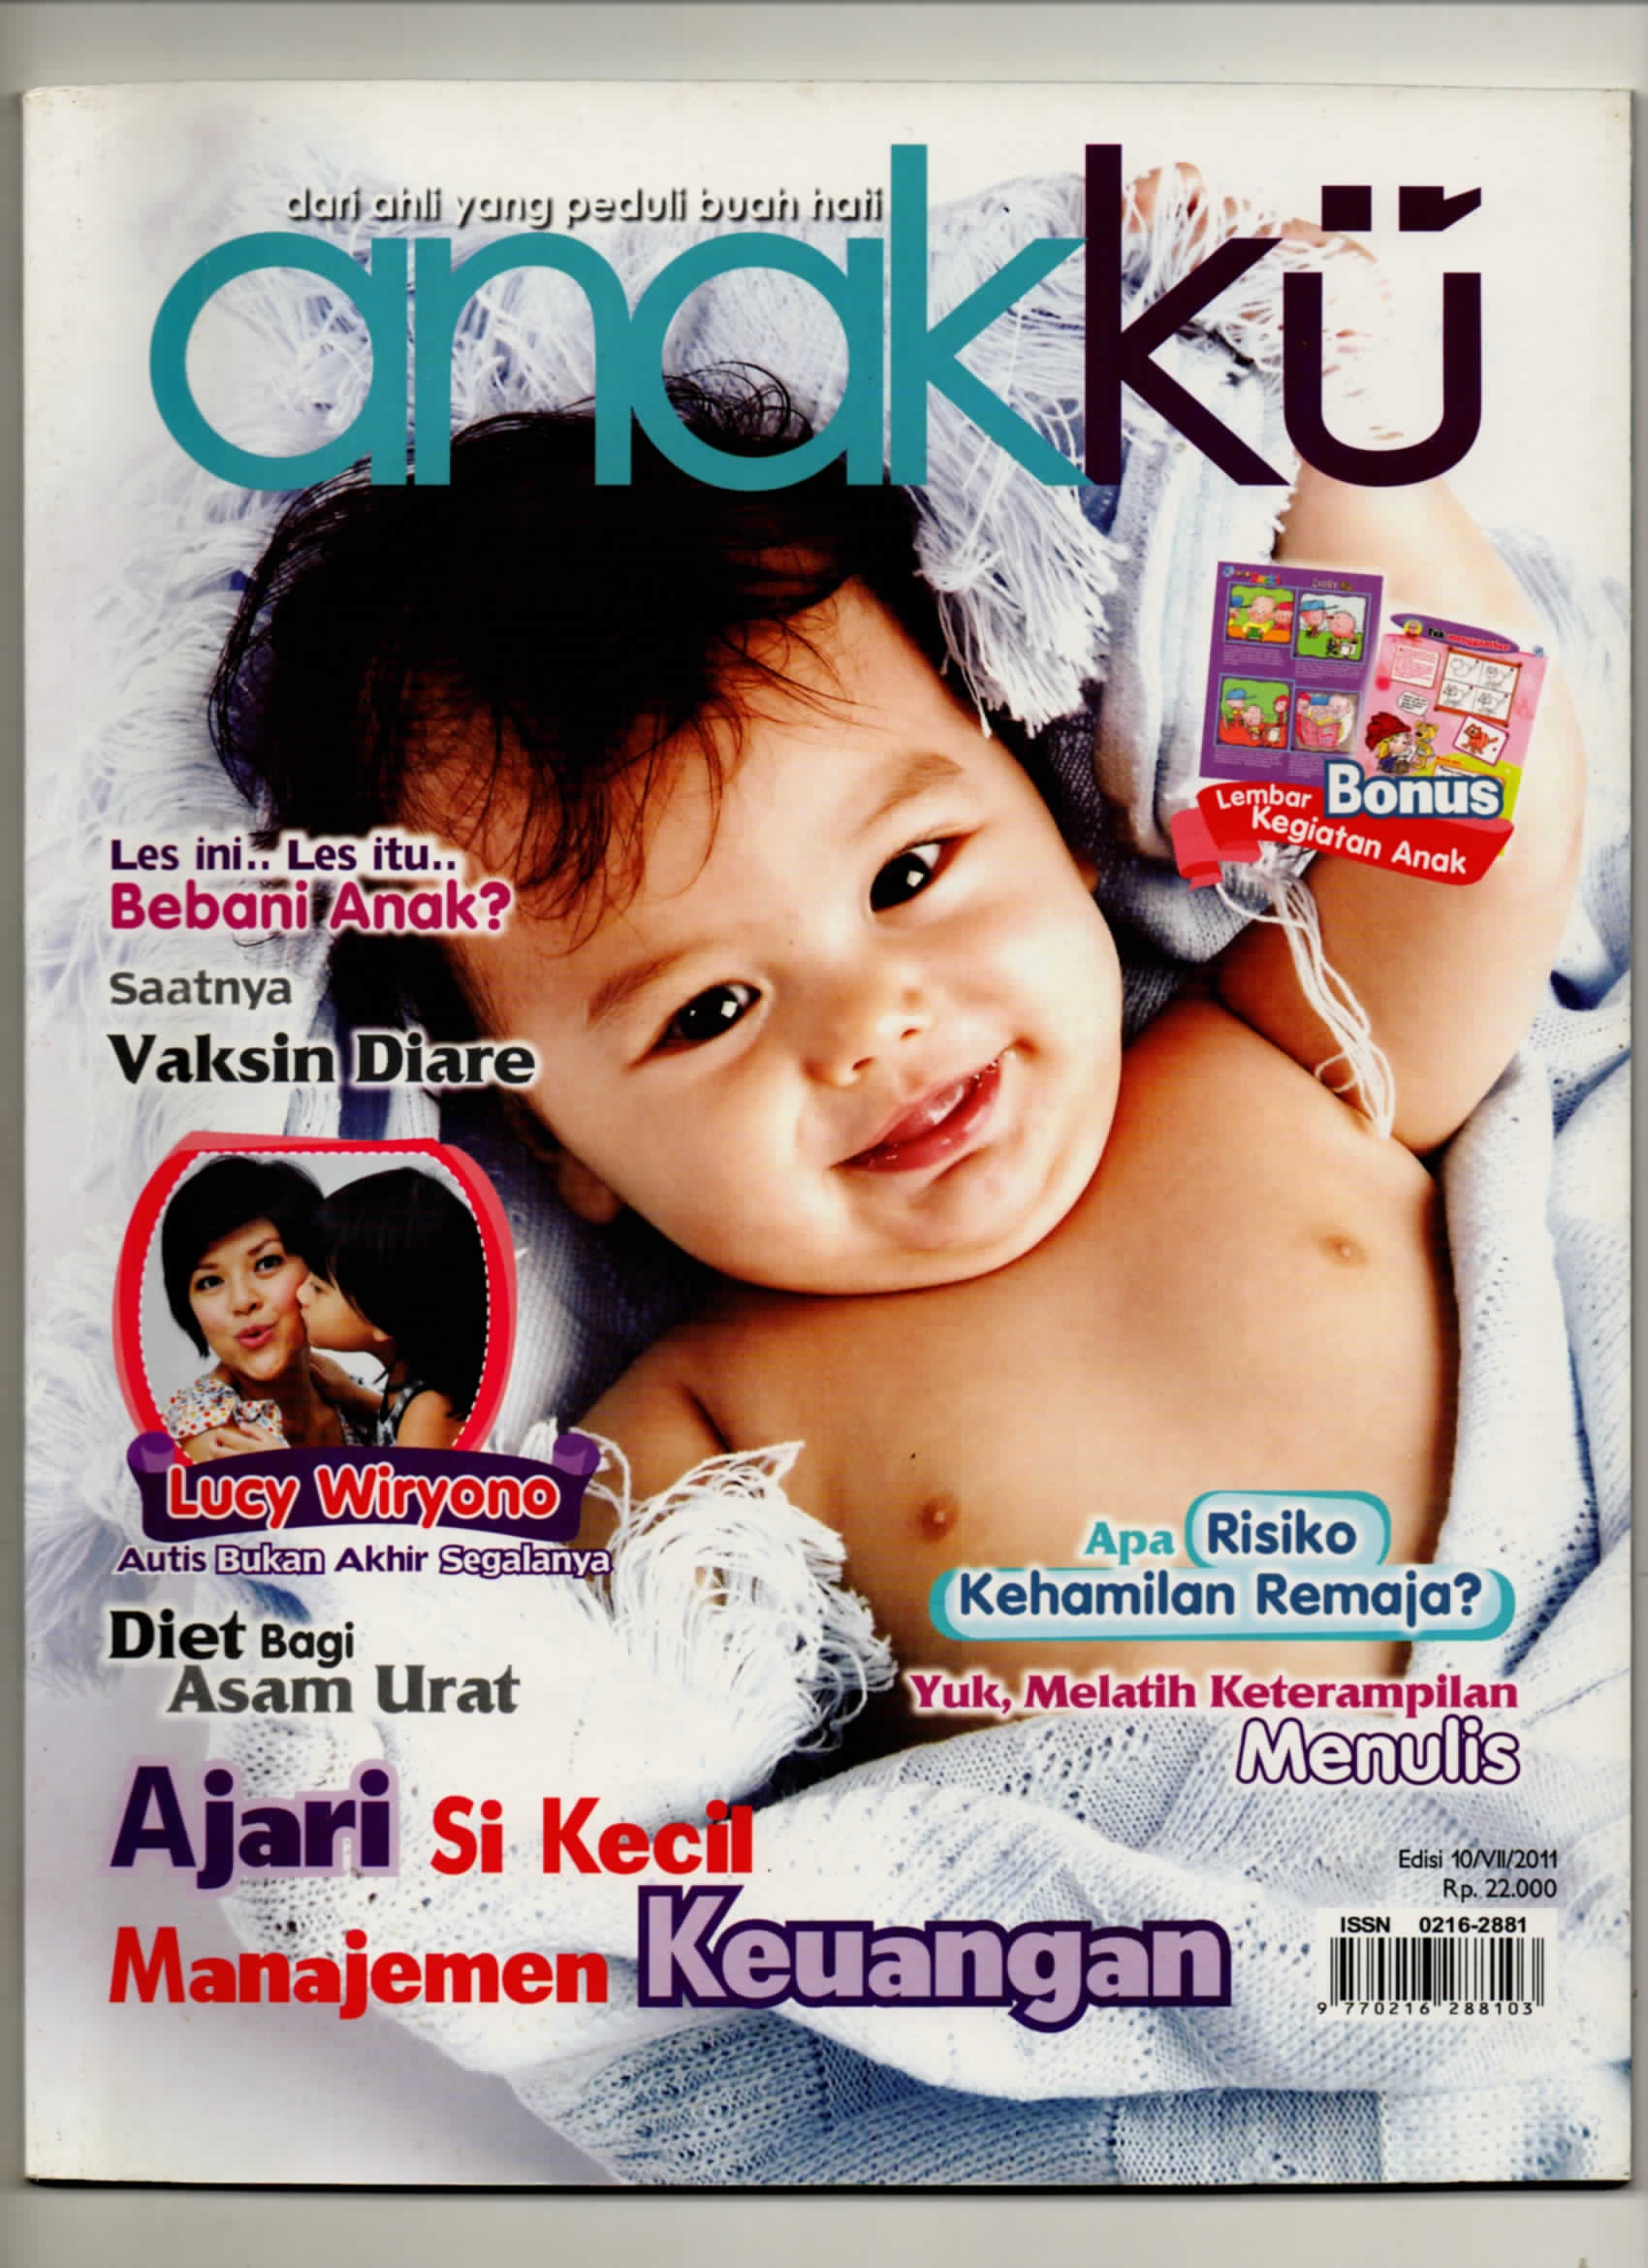 dari ahli yang peduli buah hati
anakku
Lembar Bonus
Kegiatan Anak
Les ini.. Les itu..
Bebani Anak?
Saatnya
Vaksin Diare
Lucy Wiryono
Autis Bukan Akhir Segalanya
Diet Bagi
Asam Urat
Apa Risiko
Kehamilan Remaja?
Yuk, Melatih Keterampilan
Menulis
Ajari Si Kecil
Manajemen Keuangan
Edisi 10/VII/2011
Rp. 22.000
ISSN 0216-2881
9 770216 288103